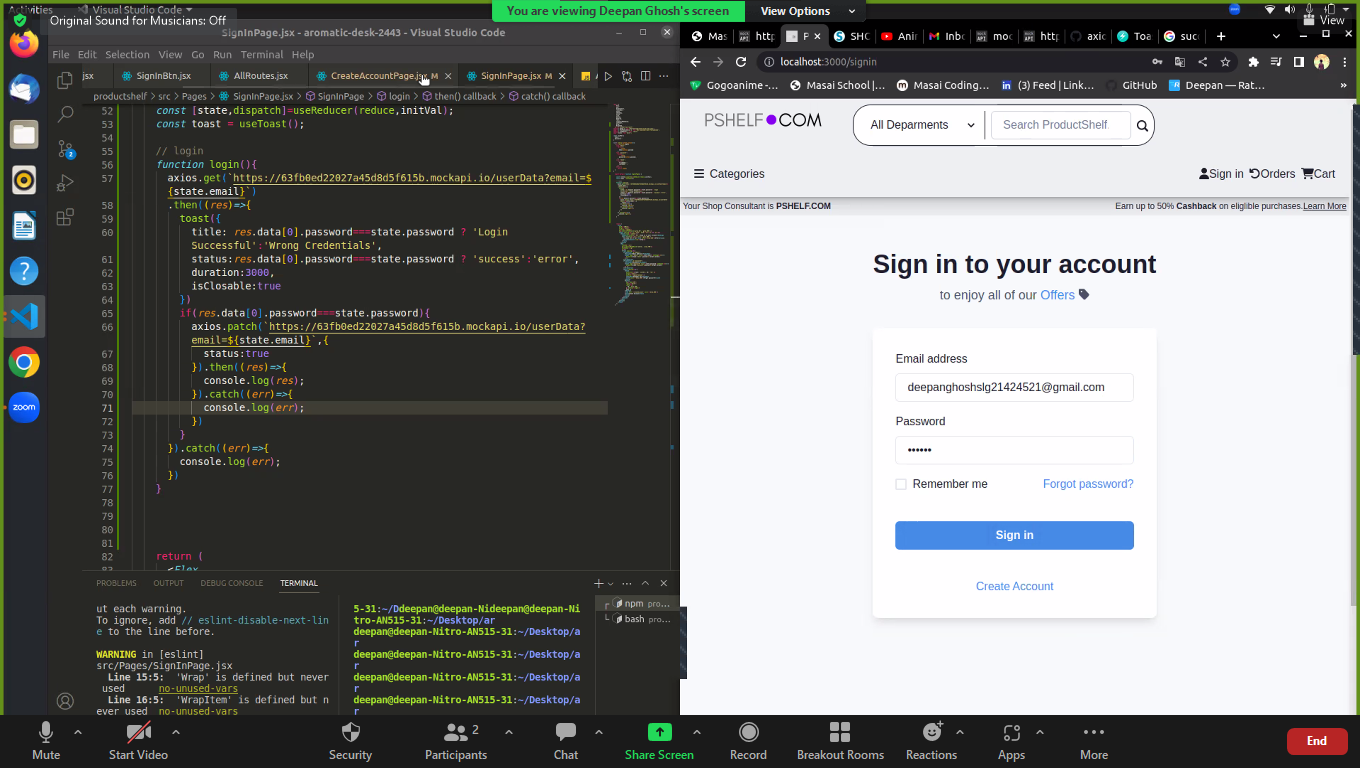 Activities
Visual Studio Code
Original Sound for Musicians: Off
You are viewing Deepan Ghosh's screen
View Options
View
SignInPage.jsx - aromatic-desk-2443 - Visual Studio Code
File Edit Selection View Go Run Terminal Help
jsx
SignInBtn.jsx
AllRoutes.jsx
CreateAccountPage.jsx M
SignInPage.jsx M
productshelf > src > Pages > SignInPage.jsx > SignInPage > login > then() callback > catch() callback
52 const [state,dispatch]=useReducer(reduce,initVal);
53 const toast = useToast();
54
55 // login
56 function login(){
57 axios.get(`https://63fb0ed22027a45d8d5f615b.mockapi.io/userData?email=$
{state.email}`)
58 .then((res)=>{
59 toast({
60 title: res.data[0].password===state.password ? 'Login
Successful':'Wrong Credentials',
61 status:res.data[0].password===state.password ? 'success':'error',
62 duration:3000,
63 isClosable:true
64 })
65 if(res.data[0].password===state.password){
66 axios.patch(`https://63fb0ed22027a45d8d5f615b.mockapi.io/userData?
email=${state.email}`,{
67 status:true
68 }).then((res)=>{
69 console.log(res);
70 }).catch((err)=>{
71 console.log(err);
72 })
73 }
74 }).catch((err)=>{
75 console.log(err);
76 })
77 }
78
79
80
81
82 return (
<Flex
2
PROBLEMS OUTPUT DEBUG CONSOLE TERMINAL
ut each warning.
To ignore, add // eslint-disable-next-lin
e to the line before.
WARNING in [eslint]
src/Pages/SignInPage.jsx
Line 15:5: 'Wrap' is defined but never
used no-unused-vars
Line 16:5: 'WrapItem' is defined but n
ever used no-unused-vars
5-31:~/Ddeepan@deepan-Nideepan@deepan-Ni
tro-AN515-31:~/Desktop/ar
deepan@deepan-Nitro-AN515-31:~/Desktop/a
r
deepan@deepan-Nitro-AN515-31:~/Desktop/a
r
deepan@deepan-Nitro-AN515-31:~/Desktop/a
r
deepan@deepan-Nitro-AN515-31:~/Desktop/a
npm pro...
bash pro...
zoom
Mas
http
P
SHO
Anir
Inb
moc
http
axio
Toa
succ
localhost:3000/signin
Gogoanime -...
Masai School|...
Masai Coding...
(3) Feed | Link...
GitHub
Deepan — Rat...
»
PSHELF.COM
All Deparments
Search ProductShelf
Categories
Sign in
Orders
Cart
Your Shop Consultant is PSHELF.COM
Earn up to 50% Cashback on eligible purchases.Learn More
Sign in to your account
to enjoy all of our Offers
Email address
deepanghoshslg21424521@gmail.com
Password
••••••
Remember me
Forgot password?
Sign in
Create Account
Mute
Start Video
Security
Participants 2
Chat
Share Screen
Record
Breakout Rooms
Reactions
Apps
More
End